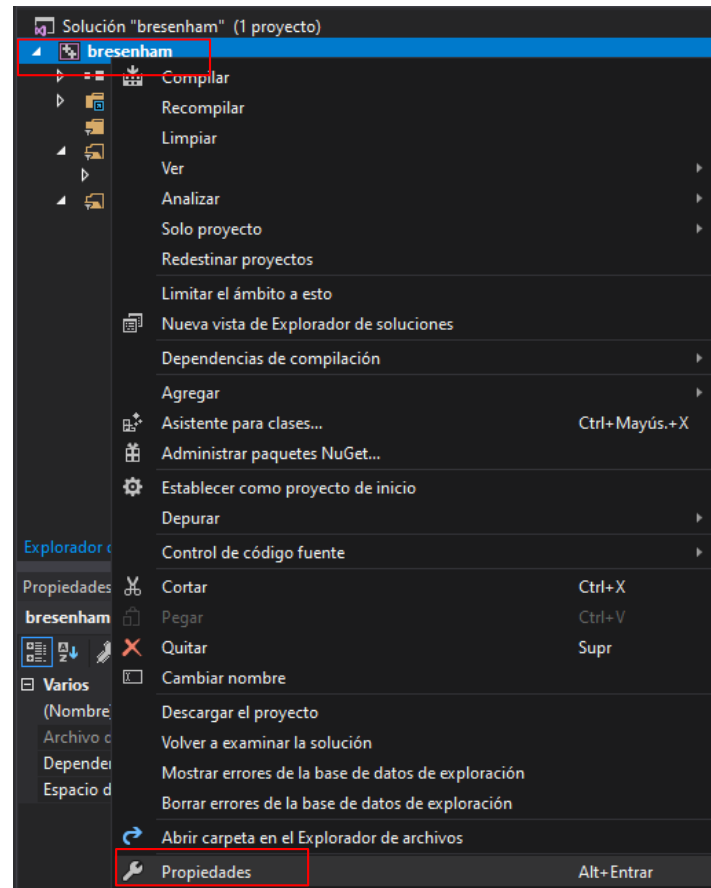 Solución "bresenham" (1 proyecto)
bresenham
Compilar
Recompilar
Limpiar
Ver
Analizar
Solo proyecto
Redestinar proyectos
Limitar el ámbito a esto
Nueva vista de Explorador de soluciones
Dependencias de compilación
Agregar
Asistente para clases... Ctrl+Mayús.+X
Administrar paquetes NuGet...
Establecer como proyecto de inicio
Depurar
Explorador
Control de código fuente
Propiedades Cortar Ctrl+X
bresenham Pegar Ctrl+V
Quitar Supr
Varios Cambiar nombre
(Nombre
Descargar el proyecto
Archivo
Volver a examinar la solución
Mostrar errores de la base de datos de exploración
Espacio
Borrar errores de la base de datos de exploración
Abrir carpeta en el Explorador de archivos
Propiedades Alt+Entrar